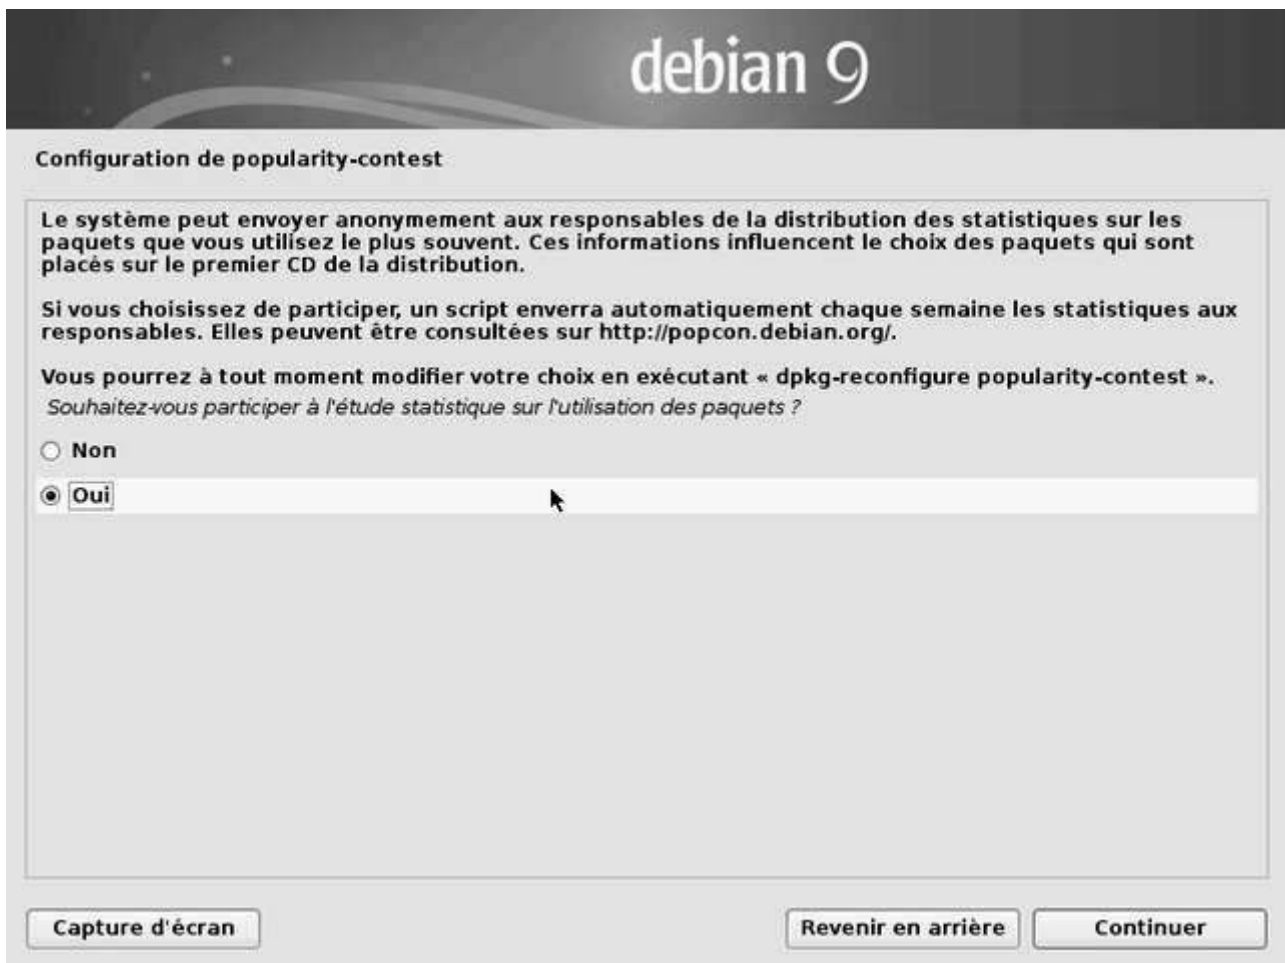 debian 9
Configuration de popularity-contest
Le système peut envoyer anonymement aux responsables de la distribution des statistiques sur les
paquets que vous utilisez le plus souvent. Ces informations influencent le choix des paquets qui sont
placés sur le premier CD de la distribution.
Si vous choisissez de participer, un script enverra automatiquement chaque semaine les statistiques aux
responsables. Elles peuvent être consultées sur http://popcon.debian.org/.
Vous pourrez à tout moment modifier votre choix en exécutant « dpkg-reconfigure popularity-contest ».
Souhaitez-vous participer à l'étude statistique sur l'utilisation des paquets ?
Non
Oui
Capture d'écran Revenir en arrière Continuer